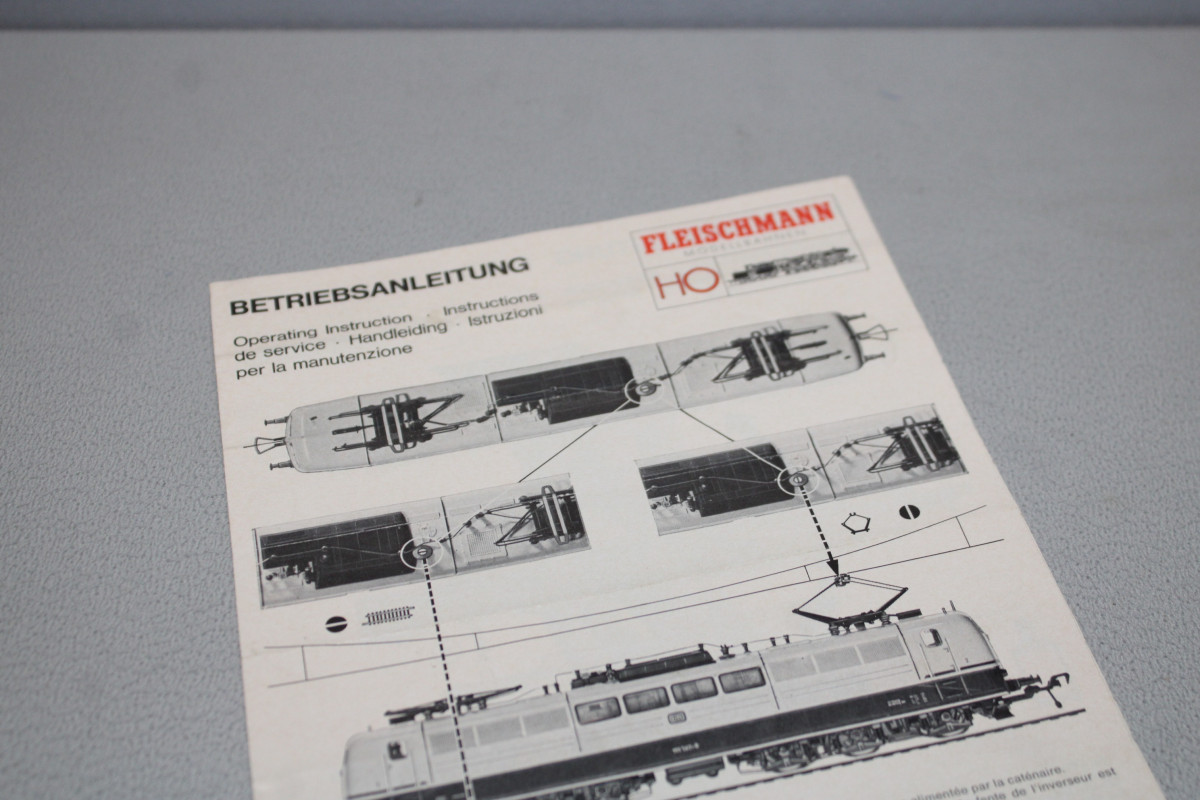 FLEISCHMANN
MODELLBAHNEN
HO
BETRIEBSANLEITUNG
Operating Instruction · Instructions
de service · Handleiding · Istruzioni
per la manutenzione
alimentée par la caténaire.
de l'inverseur est